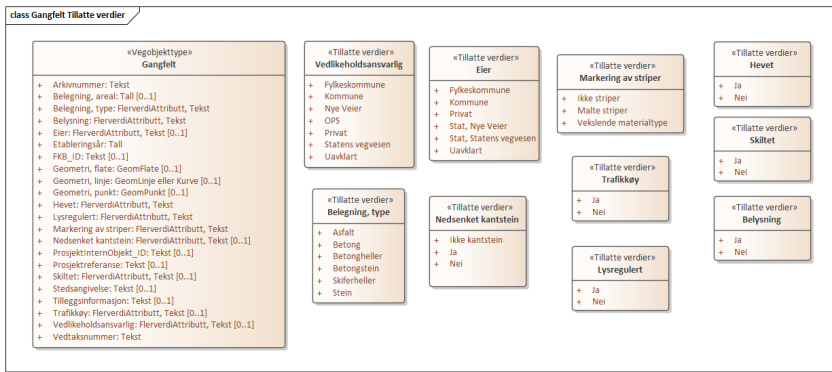 class Gangfelt Tillatte verdier
«Vegobjekttype»
Gangfelt
+ Arkivnummer: Tekst
+ Belegning, areal: Tall [0..1]
+ Belegning, type: FlerverdiAttributt, Tekst
+ Belysning: FlerverdiAttributt, Tekst
+ Eier: FlerverdiAttributt, Tekst [0..1]
+ Etableringsår: Tall
+ FKB_ID: Tekst [0..1]
+ Geometri, flate: GeomFlate [0..1]
+ Geometri, linje: GeomLinje eller Kurve [0..1]
+ Geometri, punkt: GeomPunkt [0..1]
+ Hevet: FlerverdiAttributt, Tekst
+ Lysregulert: FlerverdiAttributt, Tekst
+ Markering av striper: FlerverdiAttributt, Tekst
+ Nedsenket kantstein: FlerverdiAttributt, Tekst [0..1]
+ ProsjektInternObjekt_ID: Tekst [0..1]
+ Prosjektreferanse: Tekst [0..1]
+ Skiltet: FlerverdiAttributt, Tekst [0..1]
+ Stedsangivelse: Tekst [0..1]
+ Tilleggsinformasjon: Tekst [0..1]
+ Trafikkøy: FlerverdiAttributt, Tekst [0..1]
+ Vedlikeholdsansvarlig: FlerverdiAttributt, Tekst [0..1]
+ Vedtaksnummer: Tekst
«Tillatte verdier»
Vedlikeholdsansvarlig
+ Fylkeskommune
+ Kommune
+ Nye Veier
+ OPS
+ Privat
+ Statens vegvesen
+ Uavklart
«Tillatte verdier»
Belegning, type
+ Asfalt
+ Betong
+ Betongheller
+ Betongstein
+ Skiferheller
+ Stein
«Tillatte verdier»
Eier
+ Fylkeskommune
+ Kommune
+ Privat
+ Stat, Nye Veier
+ Stat, Statens vegvesen
+ Uavklart
«Tillatte verdier»
Nedsenket kantstein
+ Ikke kantstein
+ Ja
+ Nei
«Tillatte verdier»
Markering av striper
+ Ikke striper
+ Malte striper
+ Vekslende materialtype
«Tillatte verdier»
Trafikkøy
+ Ja
+ Nei
«Tillatte verdier»
Lysregulert
+ Ja
+ Nei
«Tillatte verdier»
Hevet
+ Ja
+ Nei
«Tillatte verdier»
Skiltet
+ Ja
+ Nei
«Tillatte verdier»
Belysning
+ Ja
+ Nei